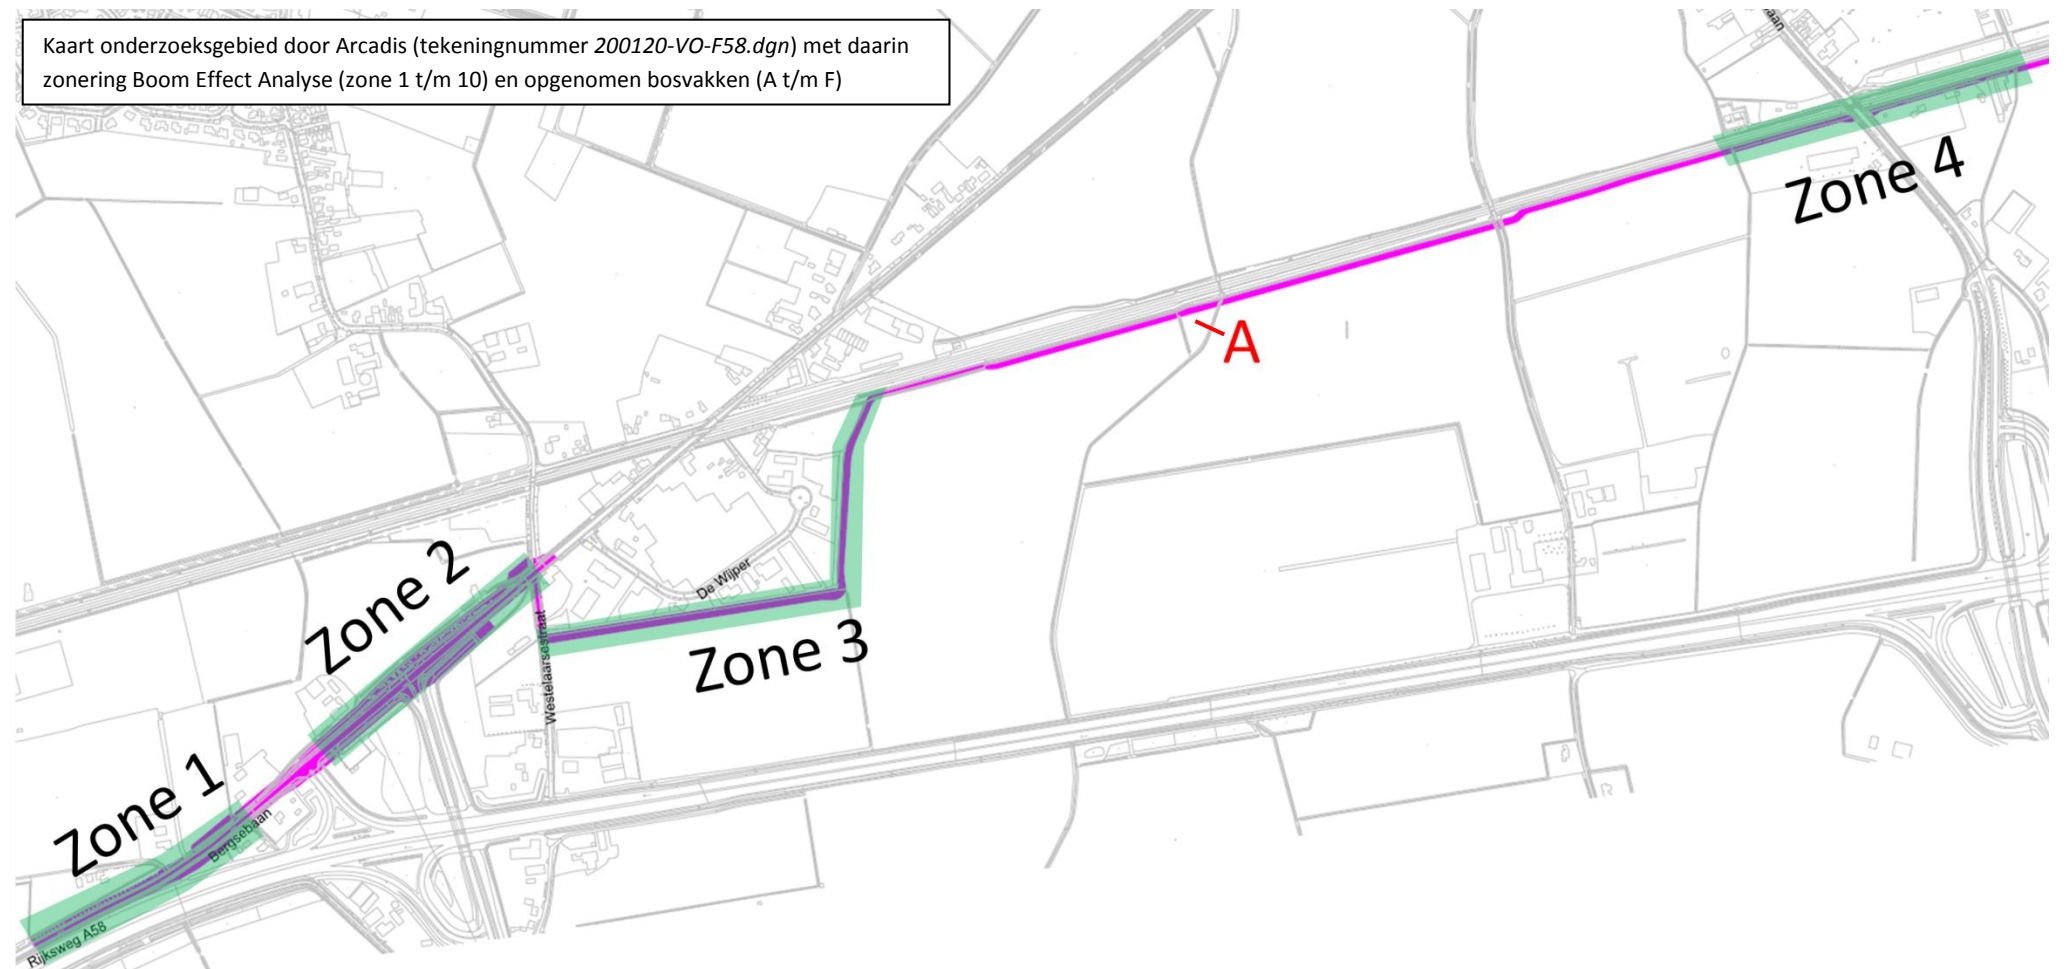 Kaart onderzoeksgebied door Arcadis (tekeningnummer 200120-VO-F58.dgn) met daarin
zonering Boom Effect Analyse (zone 1 t/m 10) en opgenomen bosvakken (A t/m F)
aan
Zone 4
A
Zone 2
De Wijper
Zone 3
Westelaarsestraat
Zone 1
Bergsebaan
Rijksweg A58